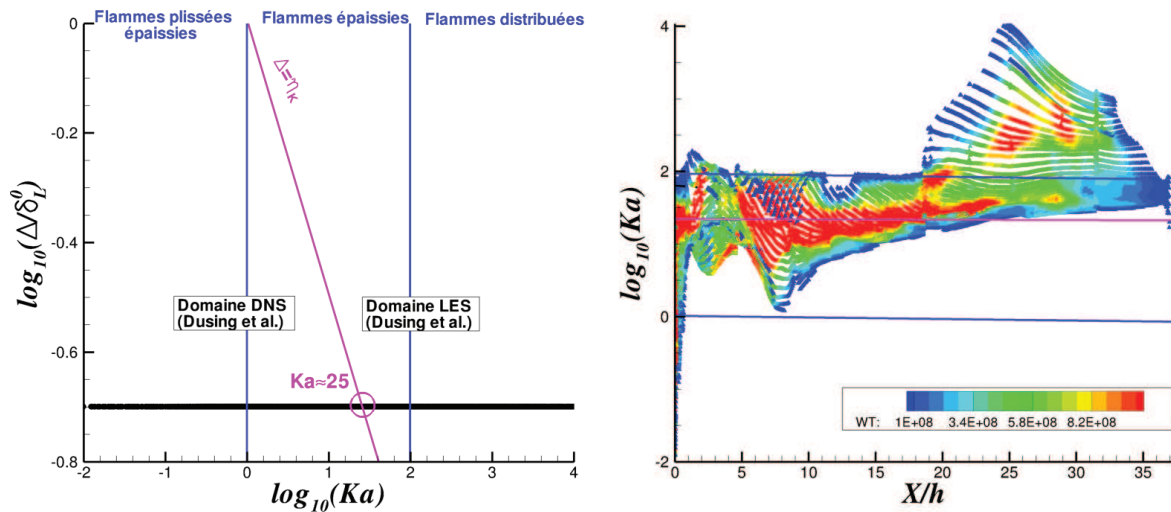 Flammes plissées
épaissies
Flammes épaissies
Flammes distribuées
0
-0.2
-0.4
-0.6
-0.8
log₁₀(Δ/δ⁰L)
Δ=ηK
Domaine DNS
(Dusing et al.)
Domaine LES
(Dusing et al.)
Ka≈25
-2
-1
0
1
2
3
4
log₁₀(Ka)
4
2
0
-2
log₁₀(Ka)
WT: 1E+08 3.4E+08 5.8E+08 8.2E+08
0
5
10
15
20
25
30
35
X/h